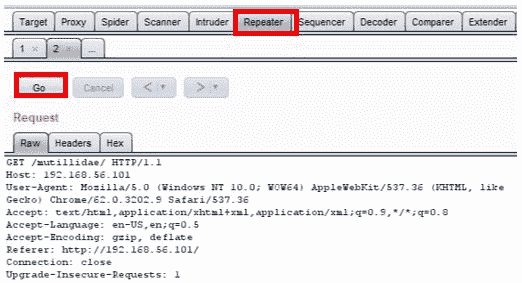 Target Proxy Spider Scanner Intruder Repeater Sequencer Decoder Comparer Extender
1 × 2 × ...
Go Cancel < ▼ > ▼
Request
Raw Headers Hex
GET /mutillidae/ HTTP/1.1
Host: 192.168.56.101
User-Agent: Mozilla/5.0 (Windows NT 10.0; WOW64) AppleWebKit/537.36 (KHTML, like
Gecko) Chrome/62.0.3202.9 Safari/537.36
Accept: text/html,application/xhtml+xml,application/xml;q=0.9,*/*;q=0.8
Accept-Language: en-US,en;q=0.5
Accept-Encoding: gzip, deflate
Referer: http://192.168.56.101/
Connection: close
Upgrade-Insecure-Requests: 1